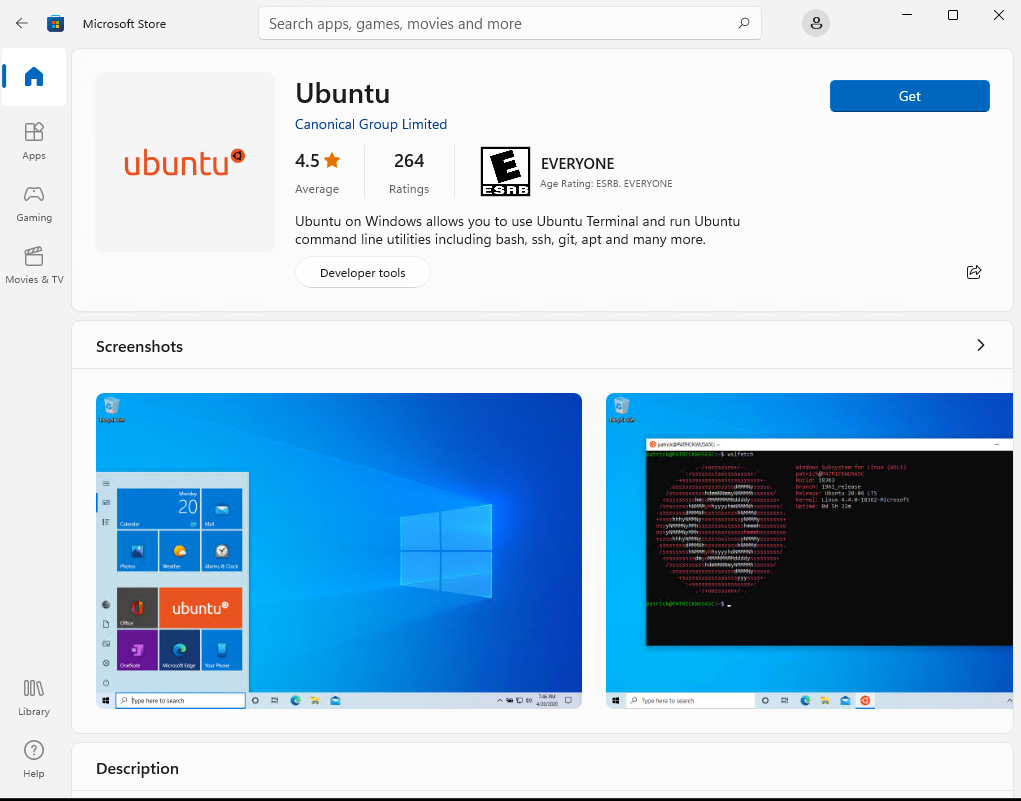 Microsoft Store
Search apps, games, movies and more
Apps
Gaming
Movies & TV
Library
Help
ubuntu
Ubuntu
Canonical Group Limited
Get
4.5
Average
264
Ratings
E
ESRB
EVERYONE
Age Rating: ESRB. EVERYONE
Ubuntu on Windows allows you to use Ubuntu Terminal and run Ubuntu
command line utilities including bash, ssh, git, apt and many more.
Developer tools
Screenshots
Recycle Bin
Monday
20
Calendar
Mail
Photos
Weather
Alarms & Clock
Office
ubuntu
OneNote
Microsoft Edge
Your Phone
Type here to search
7:46 PM
4/20/2020
Recycle Bin
patrick@PATRICKWUSASC: ~
patrick@PATRICKWUSASC:~$ wslfetch
Windows Subsystem for Linux (WSL1)
patrick@PATRICKWUSASC
Build: 18363
Branch: 19h1_release
Release: Ubuntu 20.04 LTS
Kernel: Linux 4.4.0-18362-Microsoft
Uptime: 0d 5h 32m
patrick@PATRICKWUSASC:~$
Type here to search
Description